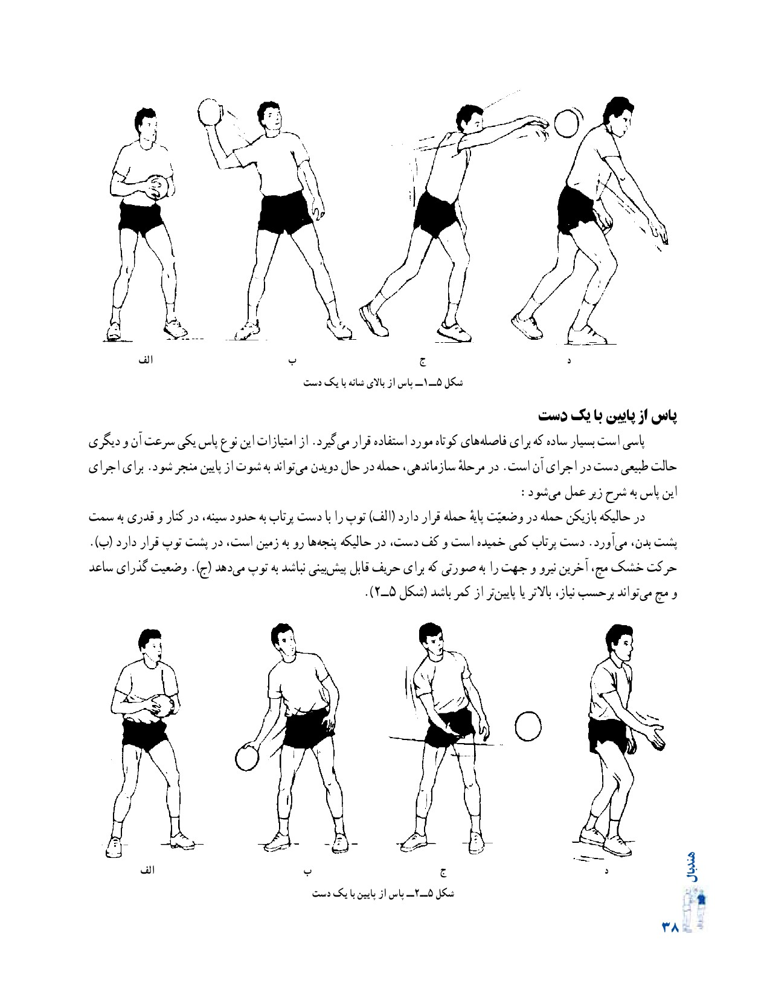 الف
ب
ج
د
شکل ۵ــ۱ــ پاس از بالای شانه با یک دست
پاس از پایین با یک دست
پاسی است بسیار ساده که برای فاصله‌های کوتاه مورد استفاده قرار می‌گیرد. از امتیازات این نوع پاس یکی سرعت آن و دیگری
حالت طبیعی دست در اجرای آن است. در مرحلهٔ سازماندهی، حمله در حال دویدن می‌تواند به شوت از پایین منجر شود. برای اجرای
این پاس به شرح زیر عمل می‌شود :
در حالیکه بازیکن حمله در وضعیّت پایهٔ حمله قرار دارد (الف) توپ را با دست پرتاب به حدود سینه، در کنار و قدری به سمت
پشت بدن، می‌آورد. دست پرتاب کمی خمیده است و کف دست، در حالیکه پنجه‌ها رو به زمین است، در پشت توپ قرار دارد (ب).
حرکت خشک مچ، آخرین نیرو و جهت را به صورتی که برای حریف قابل پیش‌بینی نباشد به توپ می‌دهد (ج). وضعیت گذرای ساعد
و مچ می‌تواند برحسب نیاز، بالاتر یا پایین‌تر از کمر باشد (شکل ۵ــ۲).
الف
ب
ج
د
شکل ۵ــ۲ــ پاس از پایین با یک دست
هندبال
۳۸